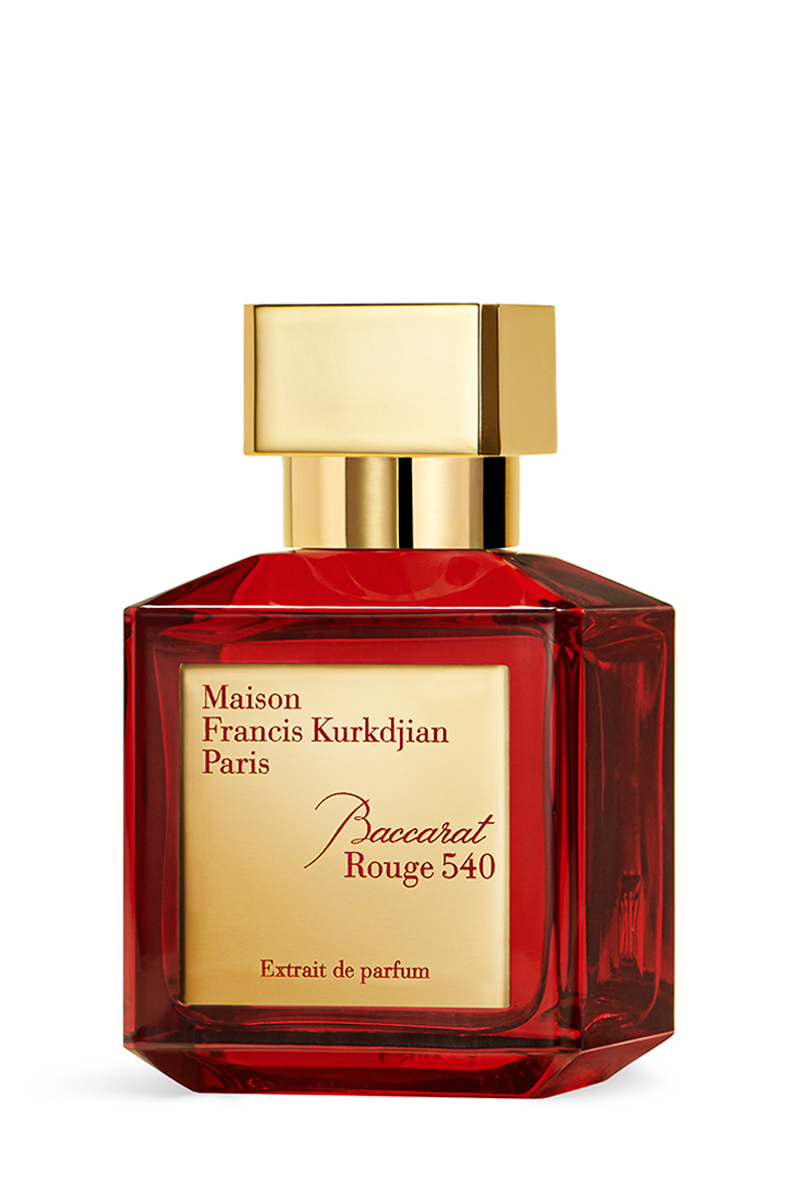 Maison
Francis Kurkdjian
Paris
Baccarat
Rouge 540
Extrait de parfum